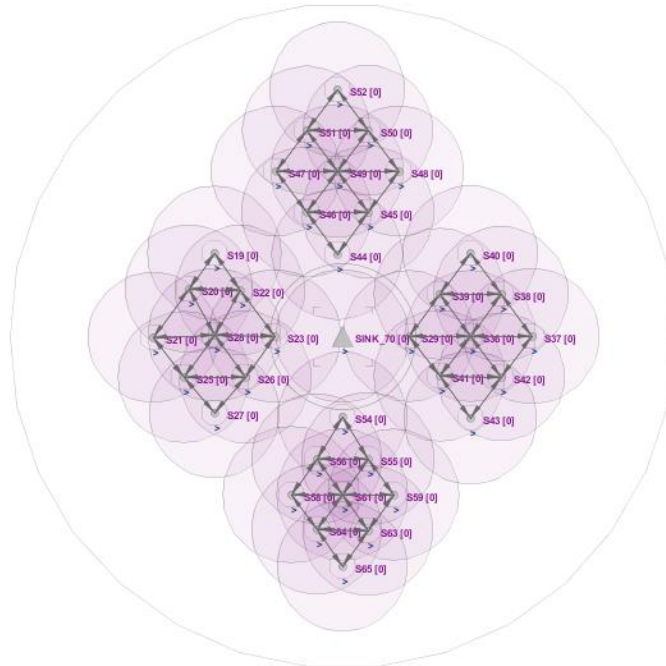 S52 [0]
S51 [0] S50 [0]
S47 [0] S49 [0] S48 [0]
S46 [0] S45 [0]
S44 [0]
S19 [0] S40 [0]
S20 [0] S22 [0] S39 [0] S38 [0]
S21 [0] S23 [0] SINK_70 [0] S29 [0] S36 [0] S37 [0]
S25 [0] S26 [0] S41 [0] S42 [0]
S27 [0] S43 [0]
S54 [0]
S56 [0] S55 [0]
S58 [0] S61 [0] S59 [0]
S64 [0] S63 [0]
S65 [0]